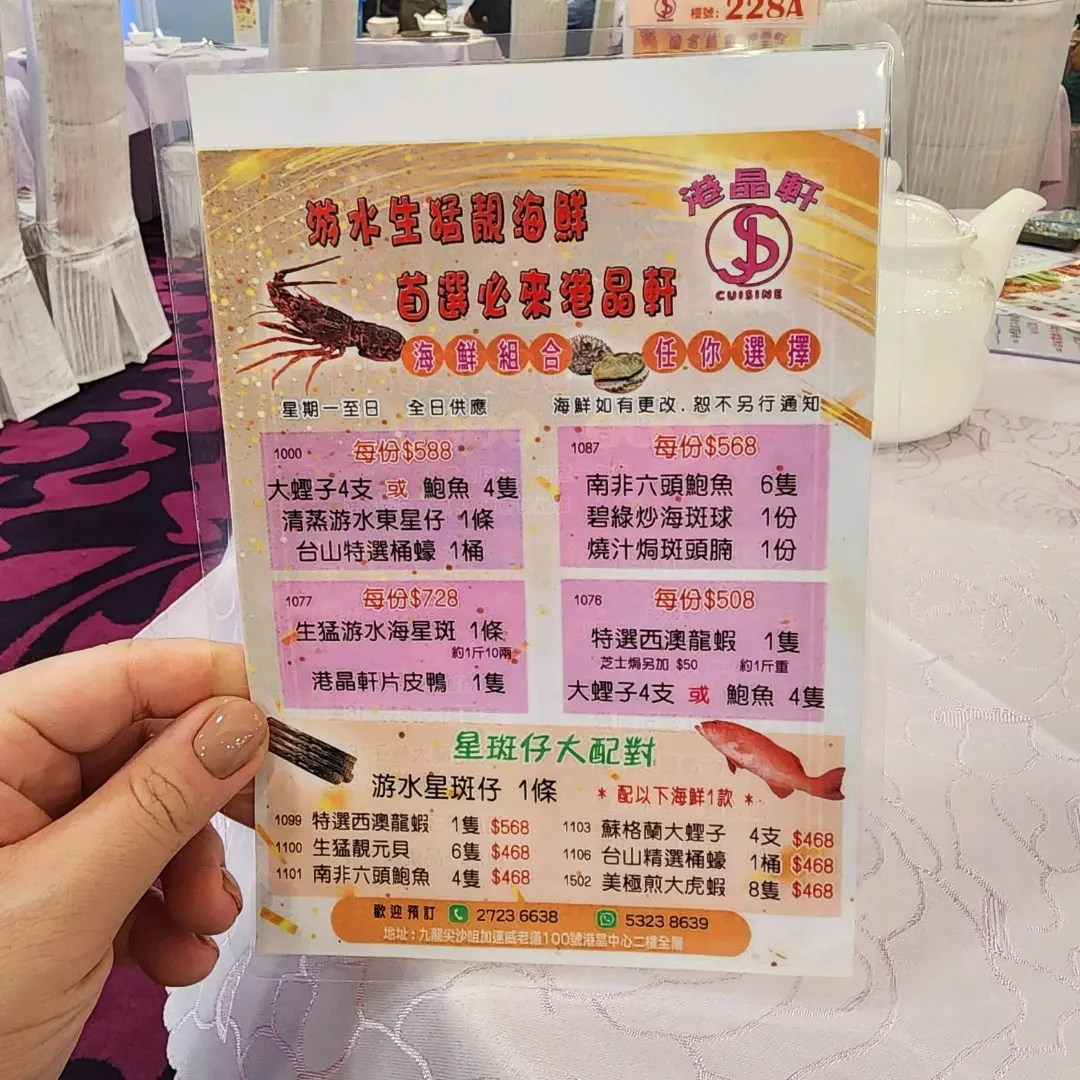 檯號: 228A
港晶軒
CUISINE
游水生猛靚海鮮
首選必來港晶軒
海鮮組合 任你選擇
星期一至日 全日供應
海鮮如有更改.恕不另行通知
1000 每份$588
大蟶子4支 或 鮑魚 4隻
清蒸游水東星仔 1條
台山特選桶蠔 1桶
1087 每份$568
南非六頭鮑魚 6隻
碧綠炒海斑球 1份
燒汁焗斑頭腩 1份
1077 每份$728
生猛游水海星斑 1條
約1斤10兩
港晶軒片皮鴨 1隻
1076 每份$508
特選西澳龍蝦 1隻
芝士焗另加 $50 約1斤重
大蟶子4支 或 鮑魚 4隻
星斑仔大配對
游水星斑仔 1條
* 配以下海鮮1款 *
1099 特選西澳龍蝦 1隻 $568
1100 生猛靚元貝 6隻 $468
1101 南非六頭鮑魚 4隻 $468
1103 蘇格蘭大蟶子 4支 $468
1106 台山精選桶蠔 1桶 $468
1502 美極煎大虎蝦 8隻 $468
歡迎預訂 2723 6638 5323 8639
地址:九龍尖沙咀加連威老道100號港晶中心二樓全層